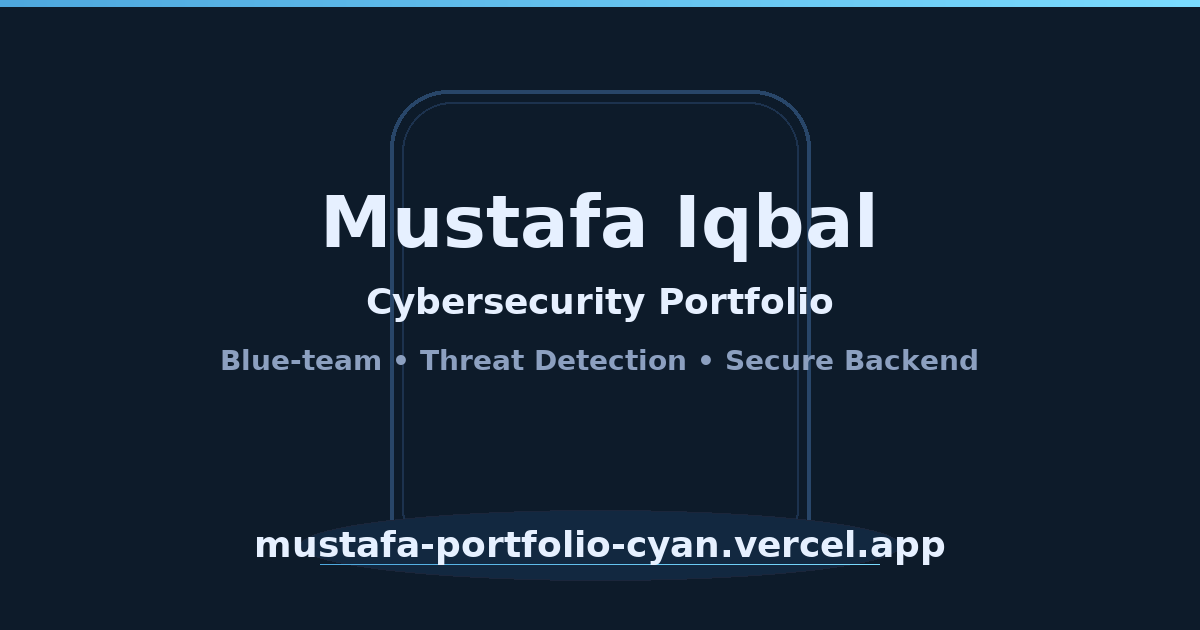 Mustafa Iqbal
Cybersecurity Portfolio
Blue-team • Threat Detection • Secure Backend
mustafa-portfolio-cyan.vercel.app